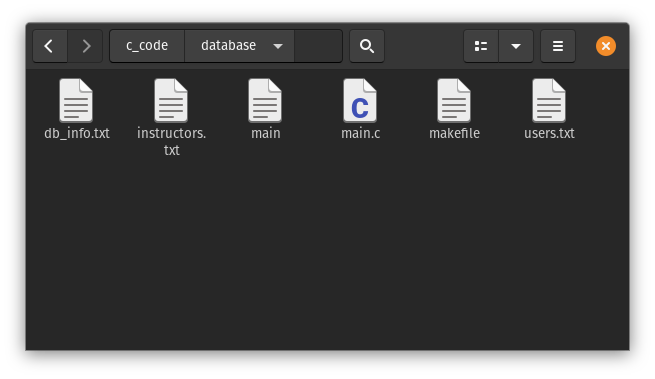 c_code
database
db_info.txt
instructors.
txt
main
C
main.c
makefile
users.txt